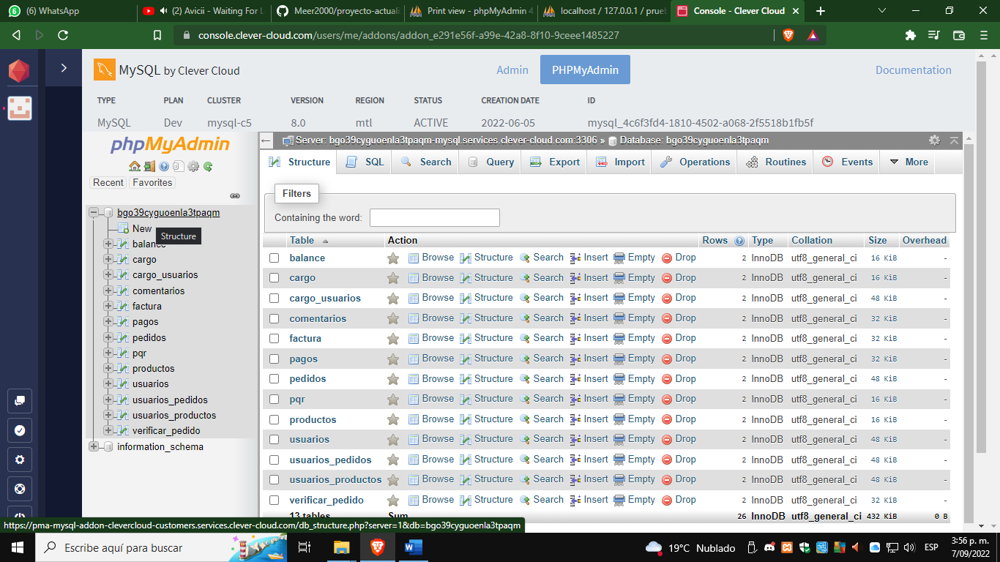 (6) WhatsApp
(2) Avicii - Waiting For L
Meer2000/proyecto-actuali
Print view - phpMyAdmin 4
localhost / 127.0.0.1 / prueb
Console - Clever Cloud
console.clever-cloud.com/users/me/addons/addon_e291e56f-a99e-42a8-8f10-9ceee1485227
MySQL by Clever Cloud
Admin
PHPMyAdmin
Documentation
TYPE PLAN CLUSTER VERSION REGION STATUS CREATION DATE ID
MySQL Dev mysql-c5 8.0 mtl ACTIVE 2022-06-05 mysql_4c6f3fd4-1810-4502-a068-2f5518b1fb5f
phpMyAdmin
Recent Favorites
bgo39cyguoenla3tpaqm
New
Structure
balance
cargo
cargo_usuarios
comentarios
factura
pagos
pedidos
pqr
productos
usuarios
usuarios_pedidos
usuarios_productos
verificar_pedido
information_schema
Server: bgo39cyguoenla3tpaqm-mysql.services.clever-cloud.com:3306 » Database: bgo39cyguoenla3tpaqm
Structure SQL Search Query Export Import Operations Routines Events More
Filters
Containing the word:
Table Action Rows Type Collation Size Overhead
balance Browse Structure Search Insert Empty Drop 2 InnoDB utf8_general_ci 16 KiB -
cargo Browse Structure Search Insert Empty Drop 2 InnoDB utf8_general_ci 16 KiB -
cargo_usuarios Browse Structure Search Insert Empty Drop 2 InnoDB utf8_general_ci 48 KiB -
comentarios Browse Structure Search Insert Empty Drop 2 InnoDB utf8_general_ci 32 KiB -
factura Browse Structure Search Insert Empty Drop 2 InnoDB utf8_general_ci 32 KiB -
pagos Browse Structure Search Insert Empty Drop 2 InnoDB utf8_general_ci 32 KiB -
pedidos Browse Structure Search Insert Empty Drop 2 InnoDB utf8_general_ci 48 KiB -
pqr Browse Structure Search Insert Empty Drop 2 InnoDB utf8_general_ci 16 KiB -
productos Browse Structure Search Insert Empty Drop 2 InnoDB utf8_general_ci 16 KiB -
usuarios Browse Structure Search Insert Empty Drop 2 InnoDB utf8_general_ci 48 KiB -
usuarios_pedidos Browse Structure Search Insert Empty Drop 2 InnoDB utf8_general_ci 48 KiB -
usuarios_productos Browse Structure Search Insert Empty Drop 2 InnoDB utf8_general_ci 48 KiB -
verificar_pedido Browse Structure Search Insert Empty Drop 2 InnoDB utf8_general_ci 32 KiB -
13 tables Sum 26 InnoDB utf8_general_ci 432 KiB 0 B
https://pma-mysql-addon-clevercloud-customers.services.clever-cloud.com/db_structure.php?server=1&db=bgo39cyguoenla3tpaqm
Escribe aquí para buscar
19°C Nublado
ESP
3:56 p. m.
7/09/2022